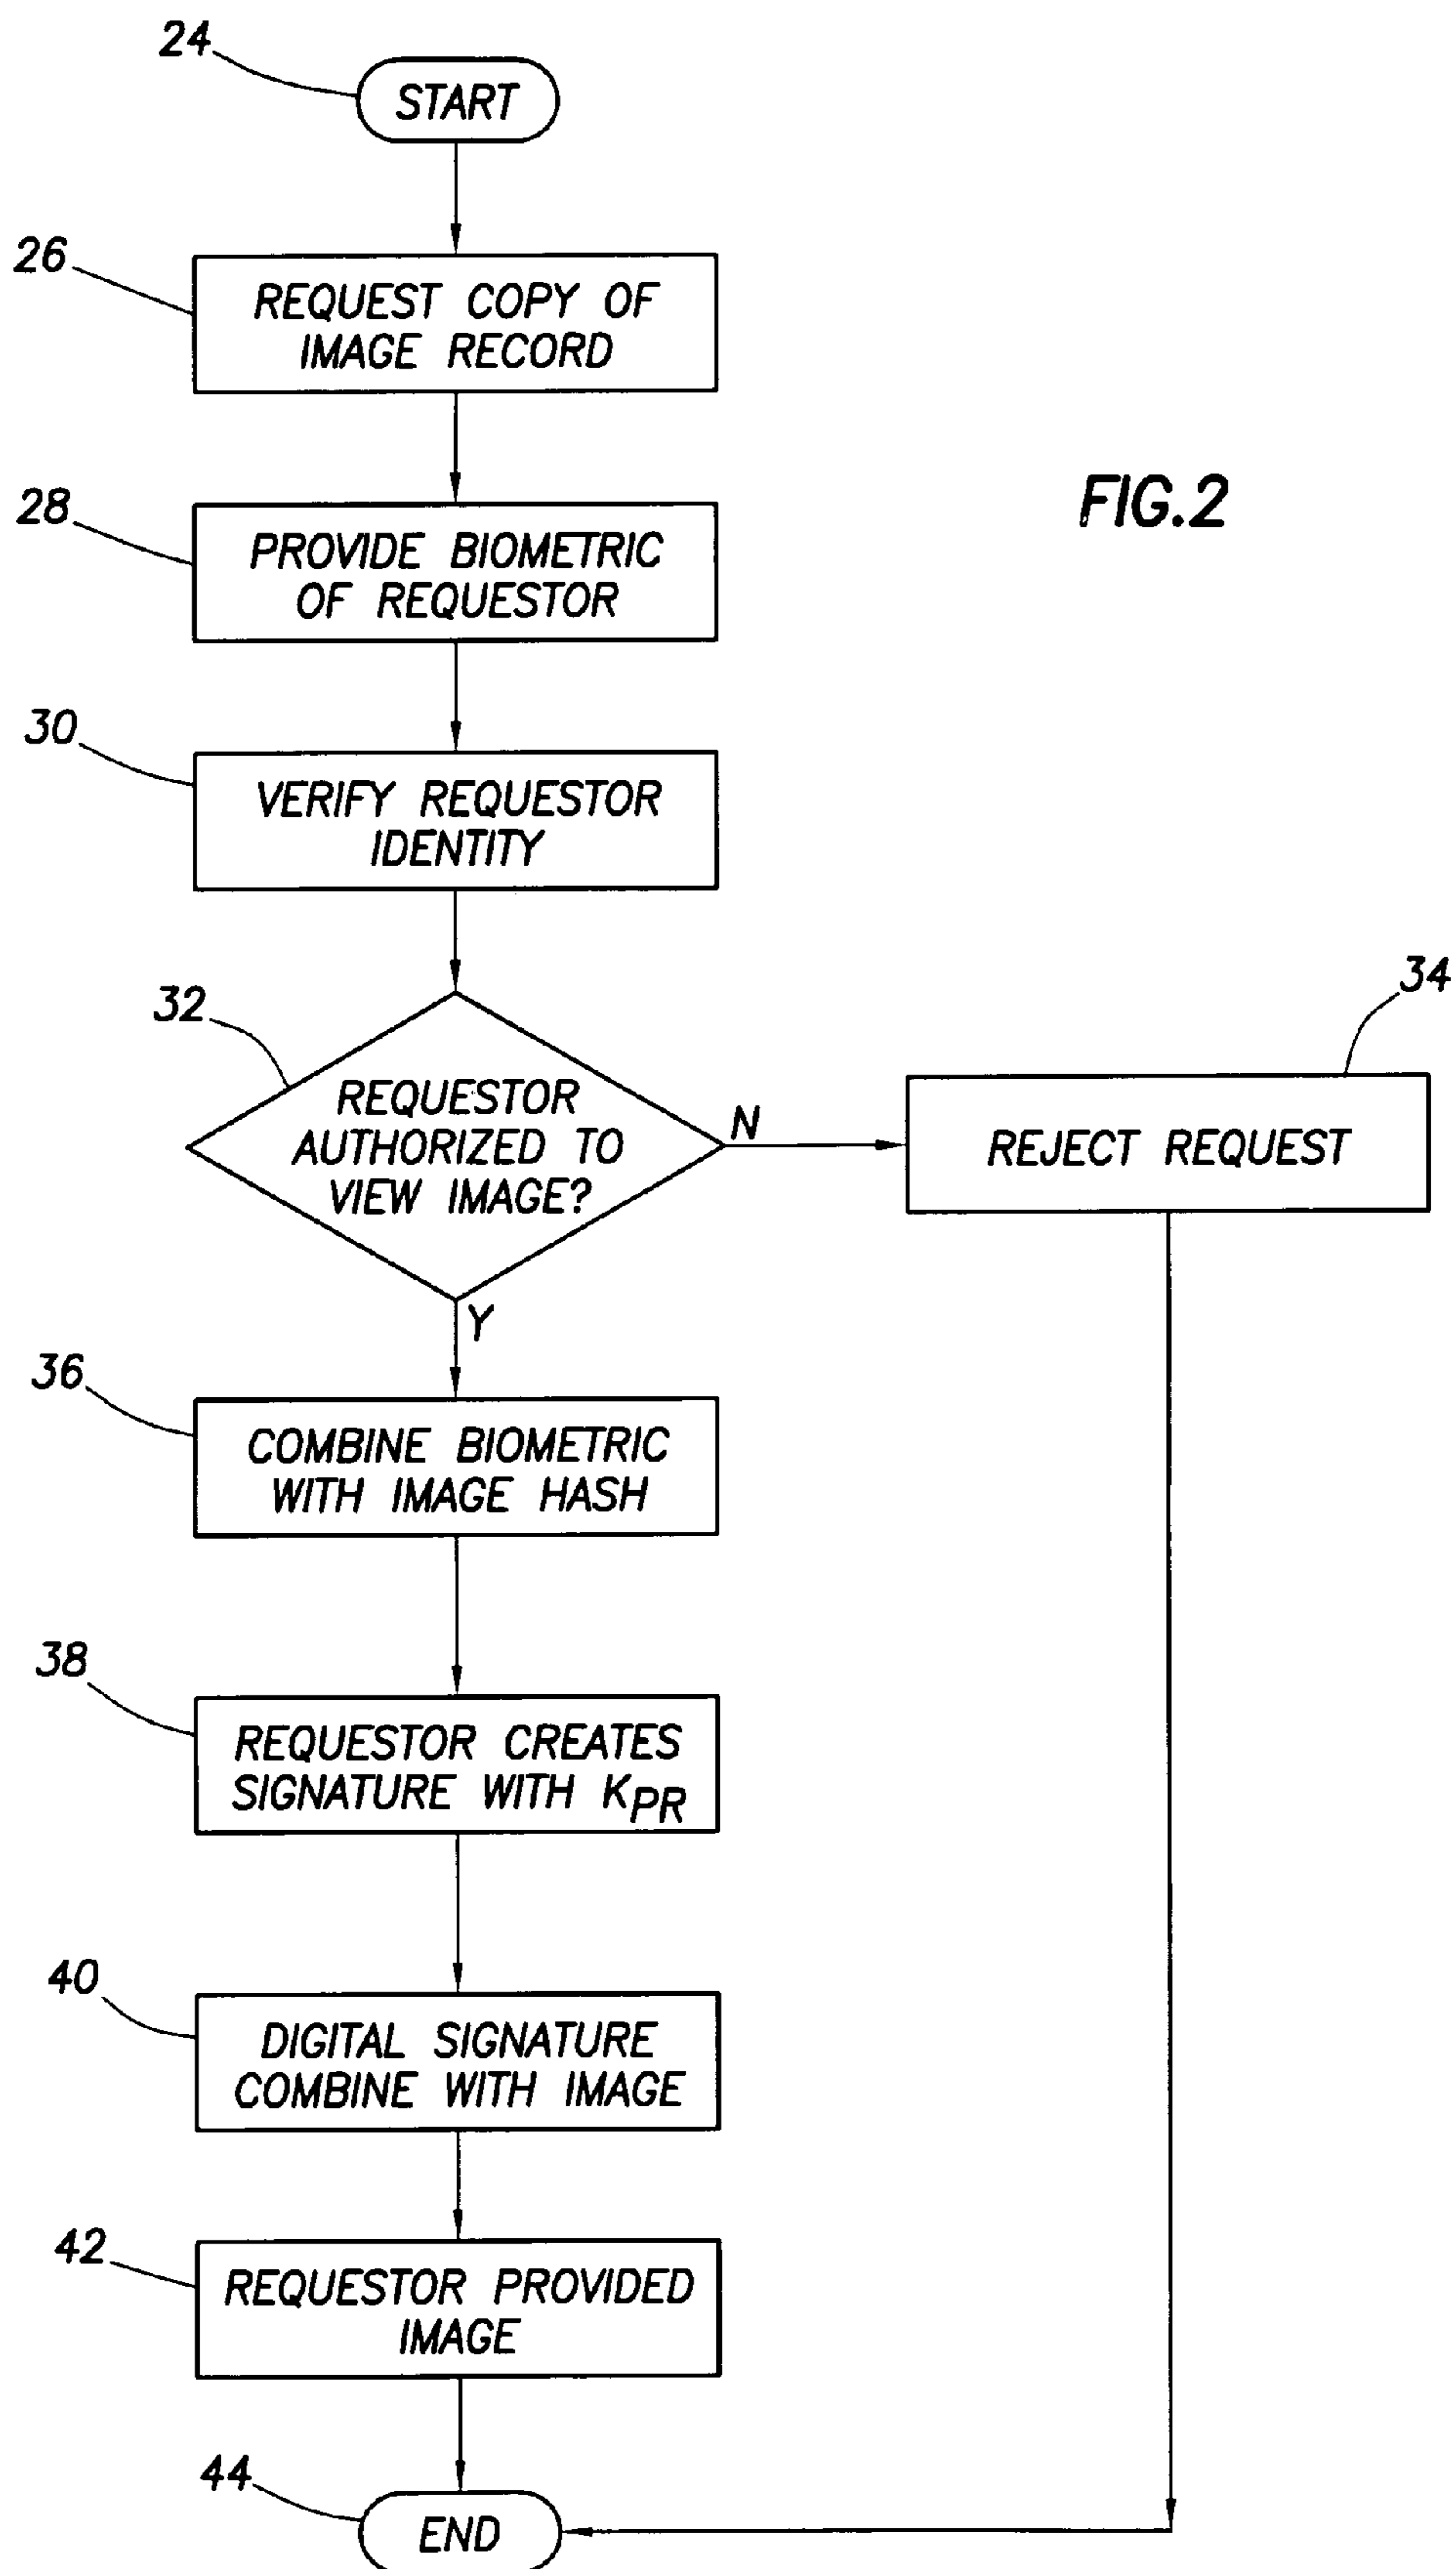 24
START
26
REQUEST COPY OF
IMAGE RECORD
28
PROVIDE BIOMETRIC
OF REQUESTOR
FIG.2
30
VERIFY REQUESTOR
IDENTITY
32
REQUESTOR
AUTHORIZED TO
VIEW IMAGE?
N
34
REJECT REQUEST
Y
36
COMBINE BIOMETRIC
WITH IMAGE HASH
38
REQUESTOR CREATES
SIGNATURE WITH KPR
40
DIGITAL SIGNATURE
COMBINE WITH IMAGE
42
REQUESTOR PROVIDED
IMAGE
44
END